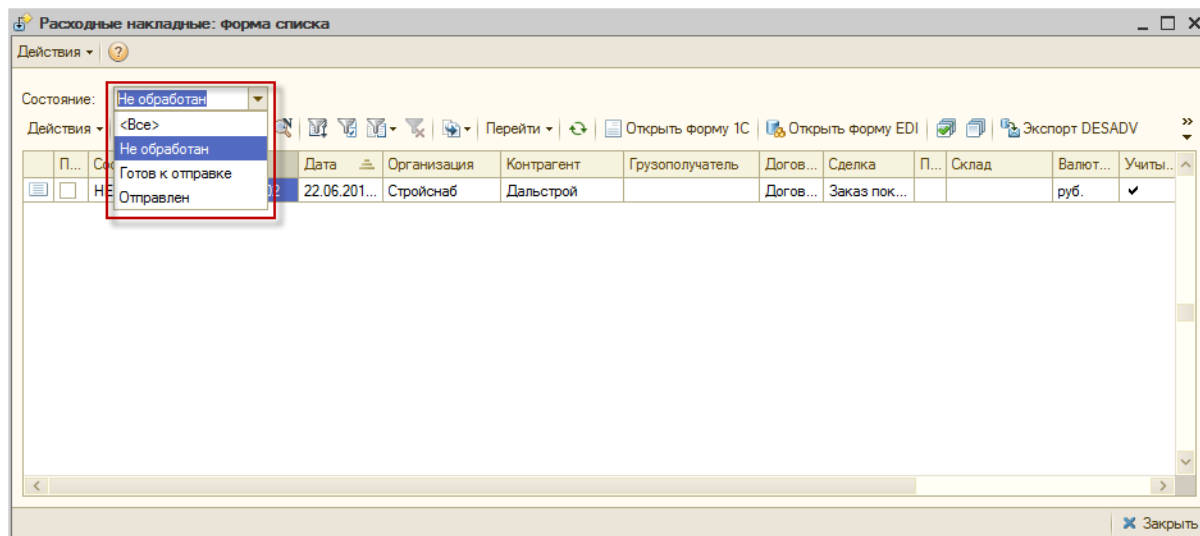 Расходные накладные: форма списка
Действия
Состояние: Не обработан
<Все>
Действия Перейти Открыть форму 1С Открыть форму EDI Экспорт DESADV »
Не обработан
П... Дата Организация Контрагент Грузополучатель Догов... Сделка П... Склад Валют... Учиты...
Готов к отправке
НЕ 02 22.06.201... Стройснаб Дальстрой Догов... Заказ пок... руб.
Отправлен
Закрыть